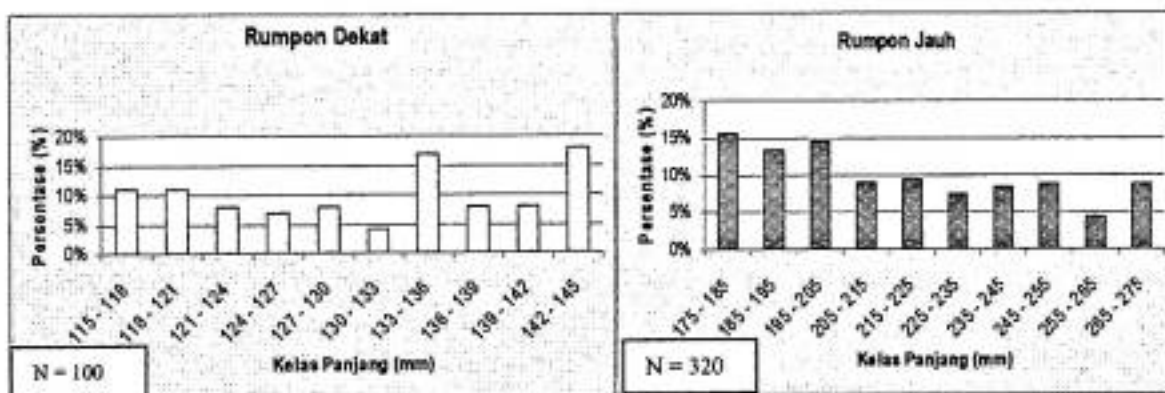 Rumpon Dekat
Persentase (%)
20%
15%
10%
5%
0%
115 - 118
118 - 121
121 - 124
124 - 127
127 - 130
130 - 133
133 - 136
136 - 139
139 - 142
142 - 145
Kelas Panjang (mm)
N = 100
Rumpon Jauh
Persentase (%)
20%
15%
10%
5%
0%
175 - 185
185 - 195
195 - 205
205 - 215
215 - 225
225 - 235
235 - 245
245 - 255
255 - 265
265 - 275
Kelas Panjang (mm)
N = 320